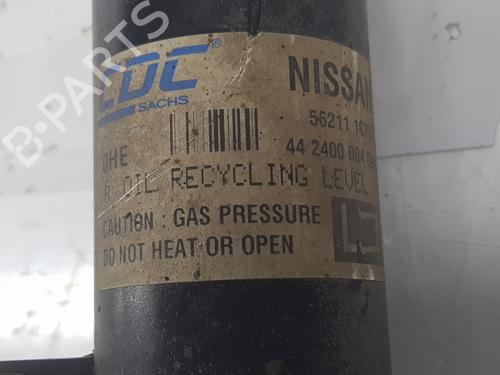 CDC®
SACHS
NISSAN
56211
44 2400 004
OHE
R OIL RECYCLING LEVEL
CAUTION : GAS PRESSURE
DO NOT HEAT OR OPEN
B-PARTS